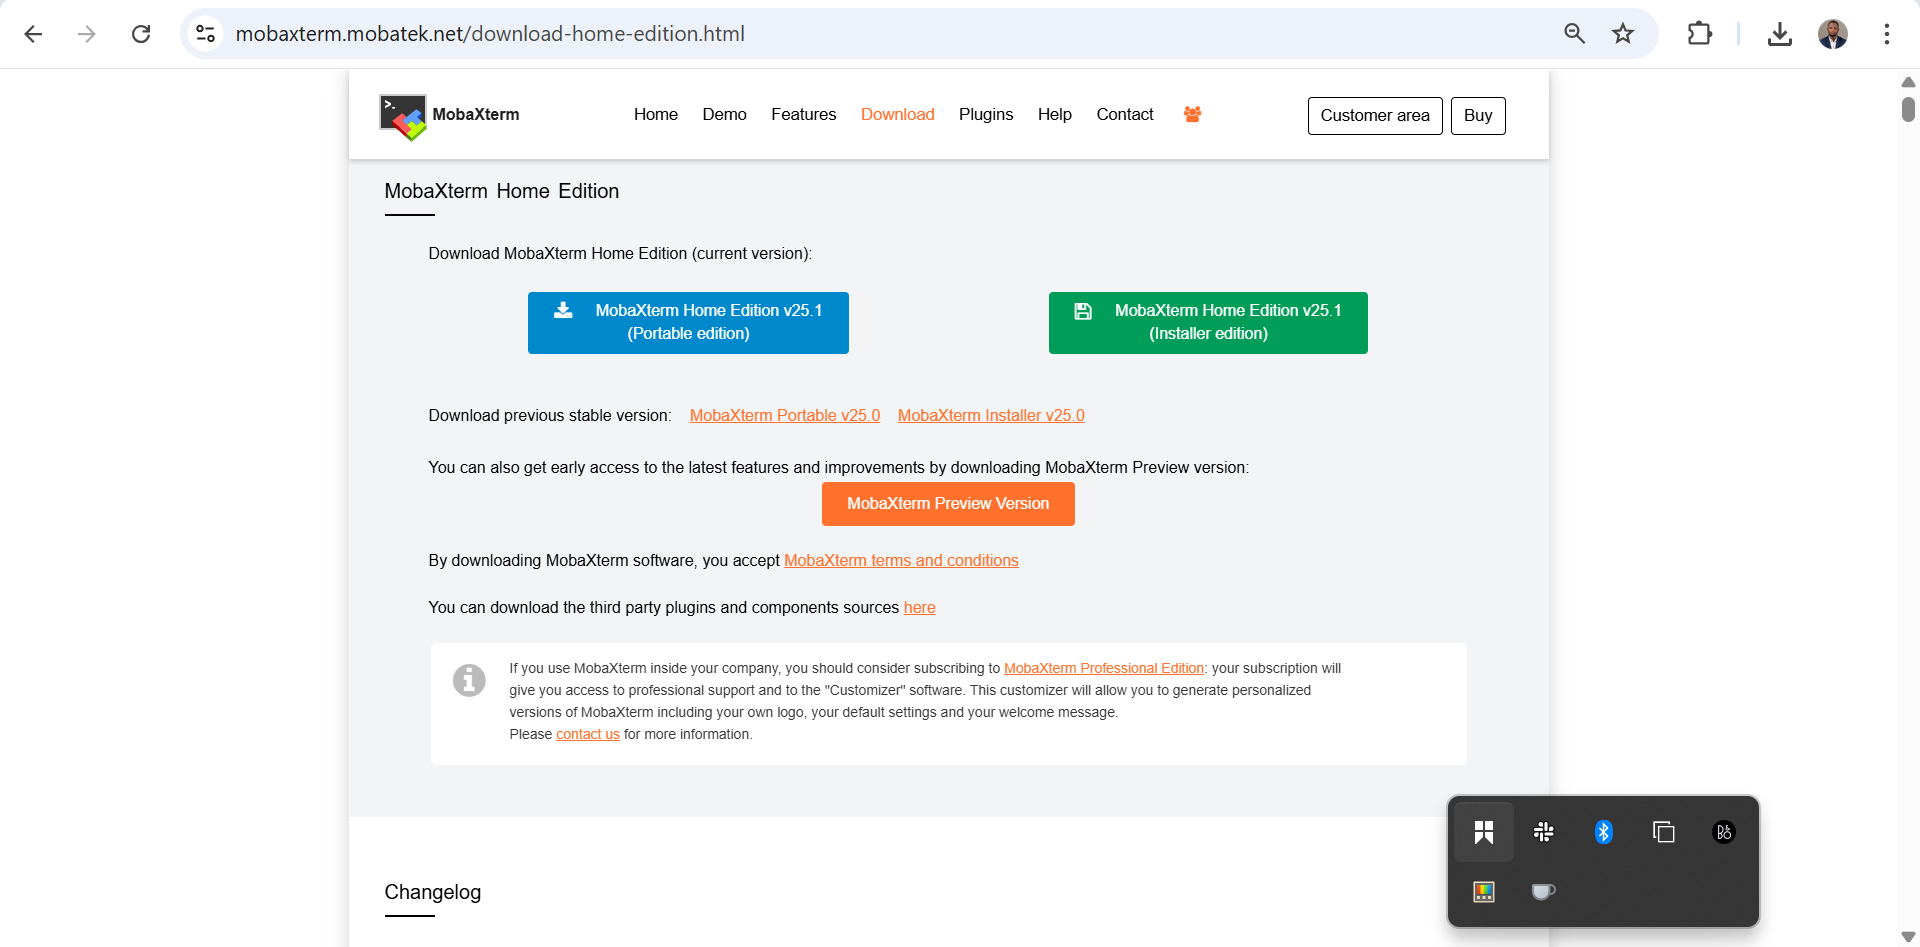 mobaxterm.mobatek.net/download-home-edition.html
MobaXterm
Home Demo Features Download Plugins Help Contact
Customer area Buy
MobaXterm Home Edition
Download MobaXterm Home Edition (current version):
MobaXterm Home Edition v25.1
(Portable edition)
MobaXterm Home Edition v25.1
(Installer edition)
Download previous stable version: MobaXterm Portable v25.0 MobaXterm Installer v25.0
You can also get early access to the latest features and improvements by downloading MobaXterm Preview version:
MobaXterm Preview Version
By downloading MobaXterm software, you accept MobaXterm terms and conditions
You can download the third party plugins and components sources here
If you use MobaXterm inside your company, you should consider subscribing to MobaXterm Professional Edition: your subscription will
give you access to professional support and to the "Customizer" software. This customizer will allow you to generate personalized
versions of MobaXterm including your own logo, your default settings and your welcome message.
Please contact us for more information.
Changelog